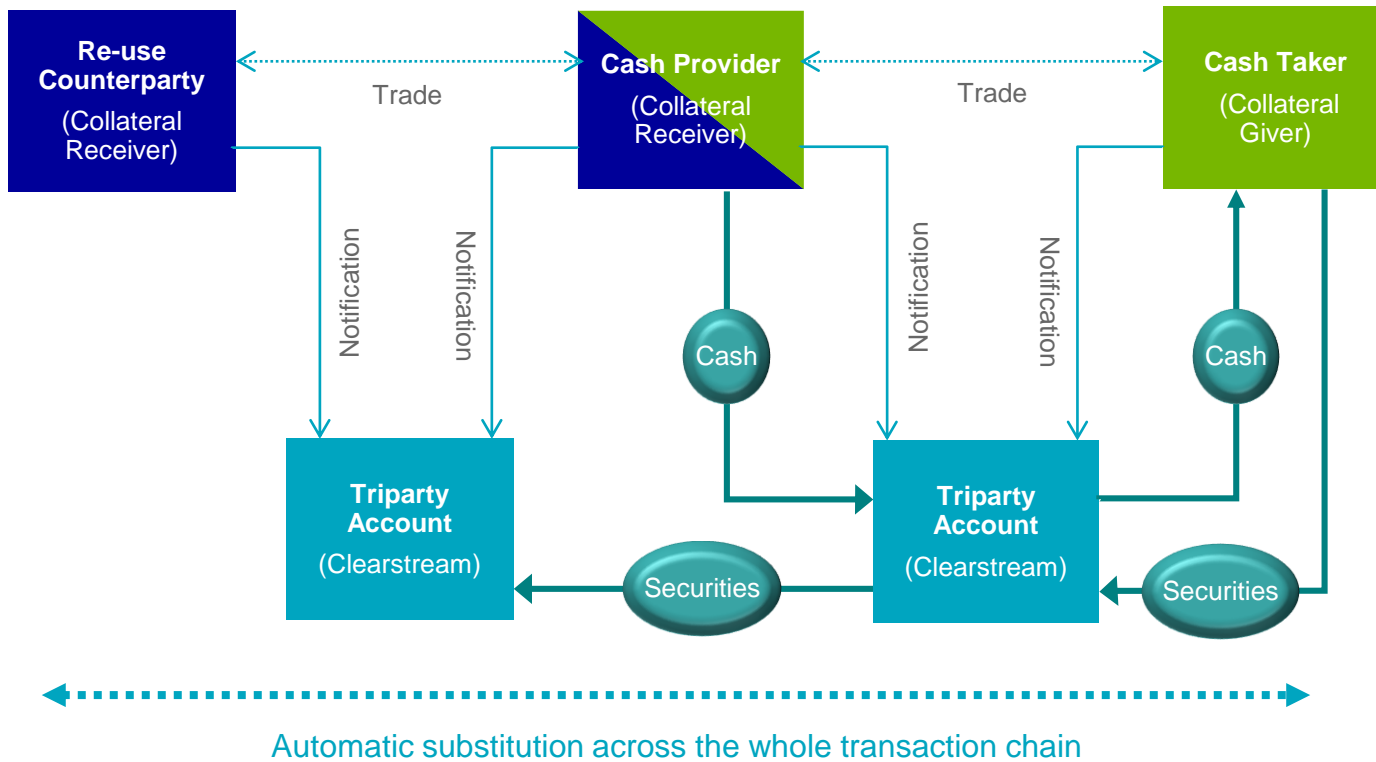 Re-use
Counterparty
(Collateral
Receiver)
Trade
Cash Provider
(Collateral
Receiver)
Trade
Cash Taker
(Collateral
Giver)
Notification
Notification
Notification
Notification
Cash
Cash
Triparty
Account
(Clearstream)
Triparty
Account
(Clearstream)
Securities
Securities
Automatic substitution across the whole transaction chain